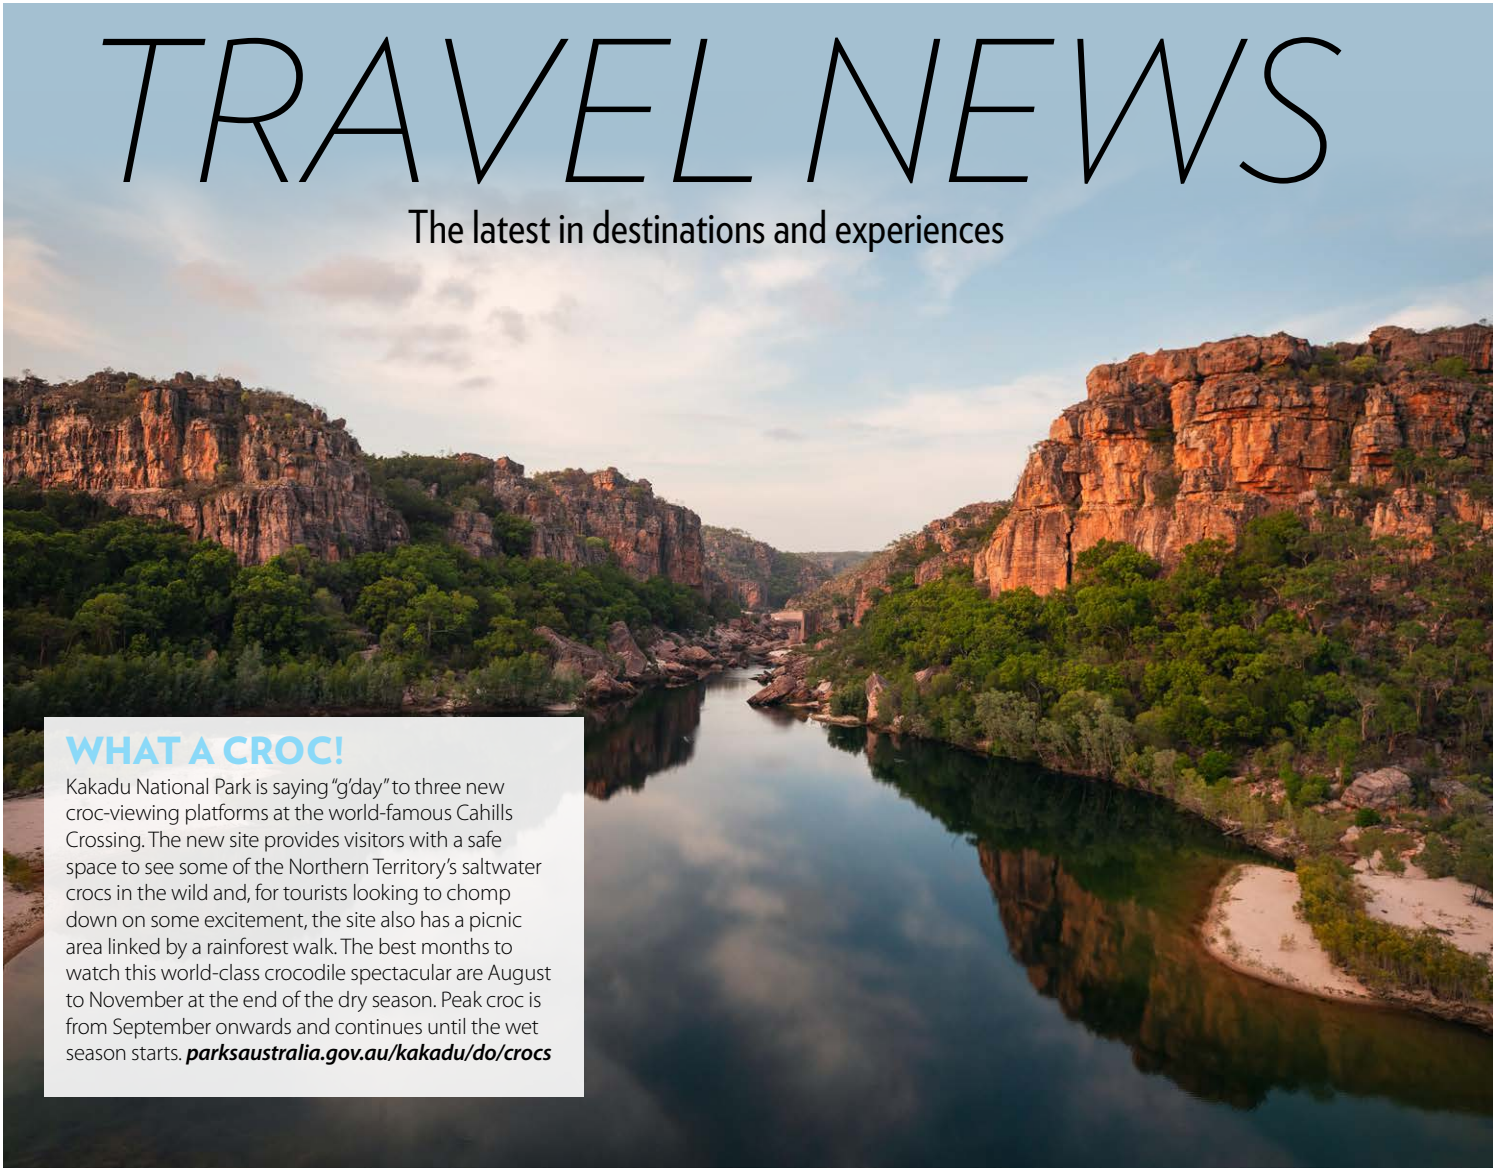 TRAVEL NEWS
The latest in destinations and experiences
WHAT A CROC!
Kakadu National Park is saying “g’day” to three new
croc-viewing platforms at the world-famous Cahills
Crossing. The new site provides visitors with a safe
space to see some of the Northern Territory’s saltwater
crocs in the wild and, for tourists looking to chomp
down on some excitement, the site also has a picnic
area linked by a rainforest walk. The best months to
watch this world-class crocodile spectacular are August
to November at the end of the dry season. Peak croc is
from September onwards and continues until the wet
season starts. parksaustralia.gov.au/kakadu/do/crocs